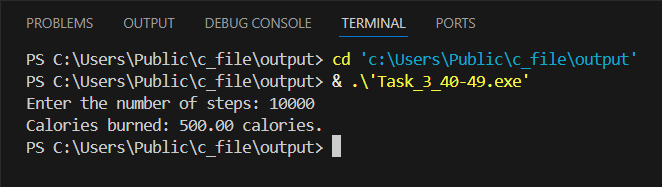 PROBLEMS OUTPUT DEBUG CONSOLE TERMINAL PORTS
PS C:\Users\Public\c_file\output> cd 'c:\Users\Public\c_file\output'
PS C:\Users\Public\c_file\output> & .\'Task_3_40-49.exe'
Enter the number of steps: 10000
Calories burned: 500.00 calories.
PS C:\Users\Public\c_file\output>